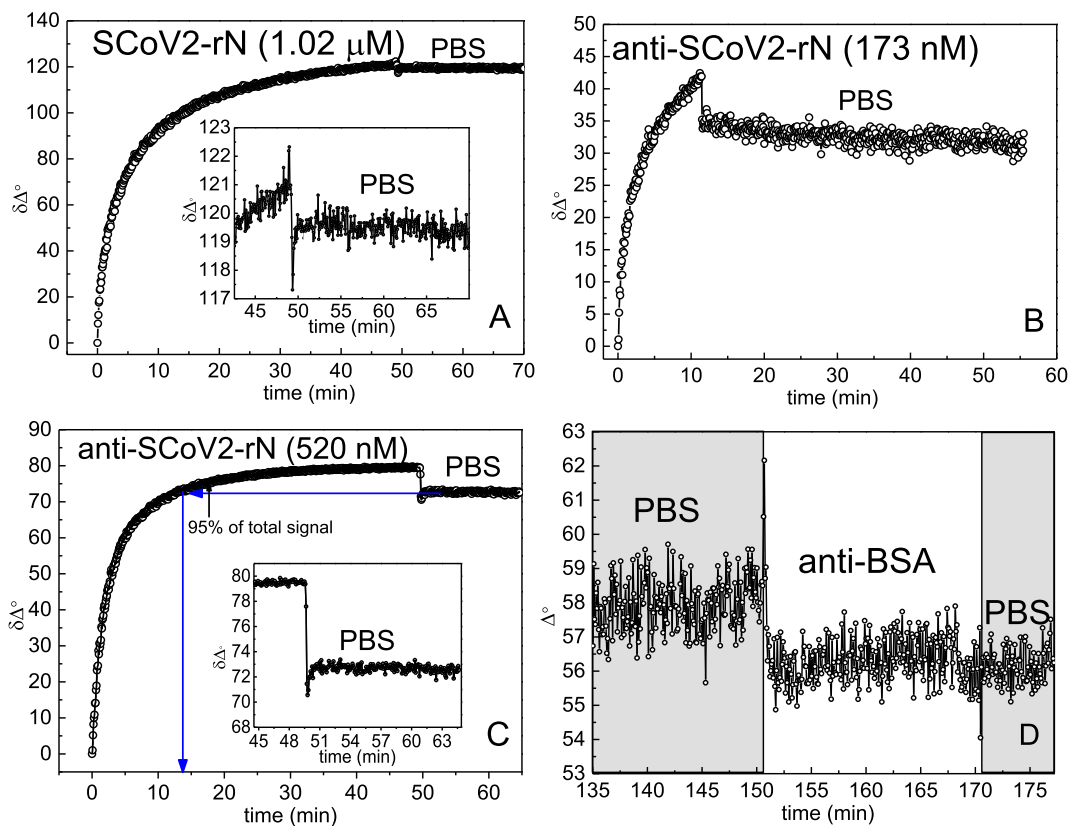 SCoV2-rN (1.02 μM)
PBS
140
120
100
80
60
40
20
0
δΔ°
0 10 20 30 40 50 60 70
time (min)
123
122
121
120
119
118
117
δΔ°
PBS
45 50 55 60 65
time (min)
A
anti-SCoV2-rN (173 nM)
PBS
50
45
40
35
30
25
20
15
10
5
0
δΔ°
0 10 20 30 40 50 60
time (min)
B
anti-SCoV2-rN (520 nM)
PBS
90
80
70
60
50
40
30
20
10
0
δΔ°
95% of total signal
80
78
76
74
72
70
68
δΔ°
PBS
45 48 51 54 57 60 63
time (min)
C
0 10 20 30 40 50 60
time (min)
63
62
61
60
59
58
57
56
55
54
53
Δ°
PBS
anti-BSA
PBS
D
135 140 145 150 155 160 165 170 175
time (min)